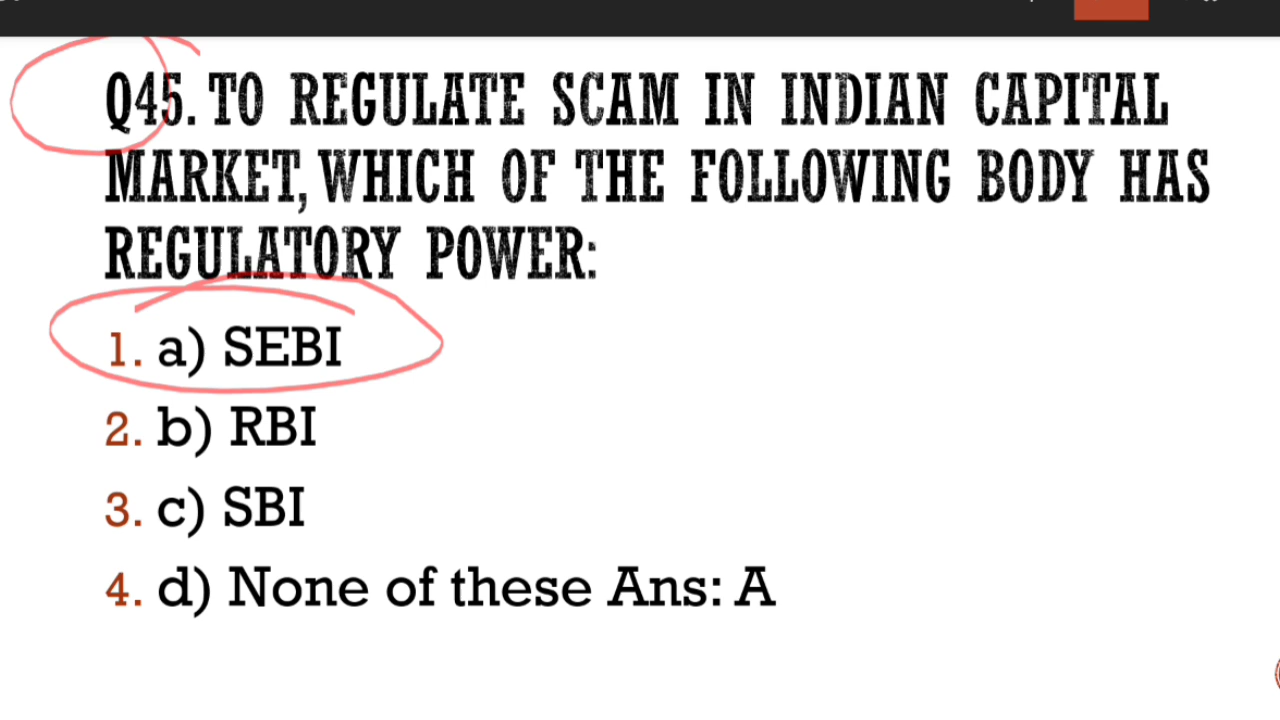 Q45. TO REGULATE SCAM IN INDIAN CAPITAL
MARKET, WHICH OF THE FOLLOWING BODY HAS
REGULATORY POWER:
1. a) SEBI
2. b) RBI
3. c) SBI
4. d) None of these Ans: A